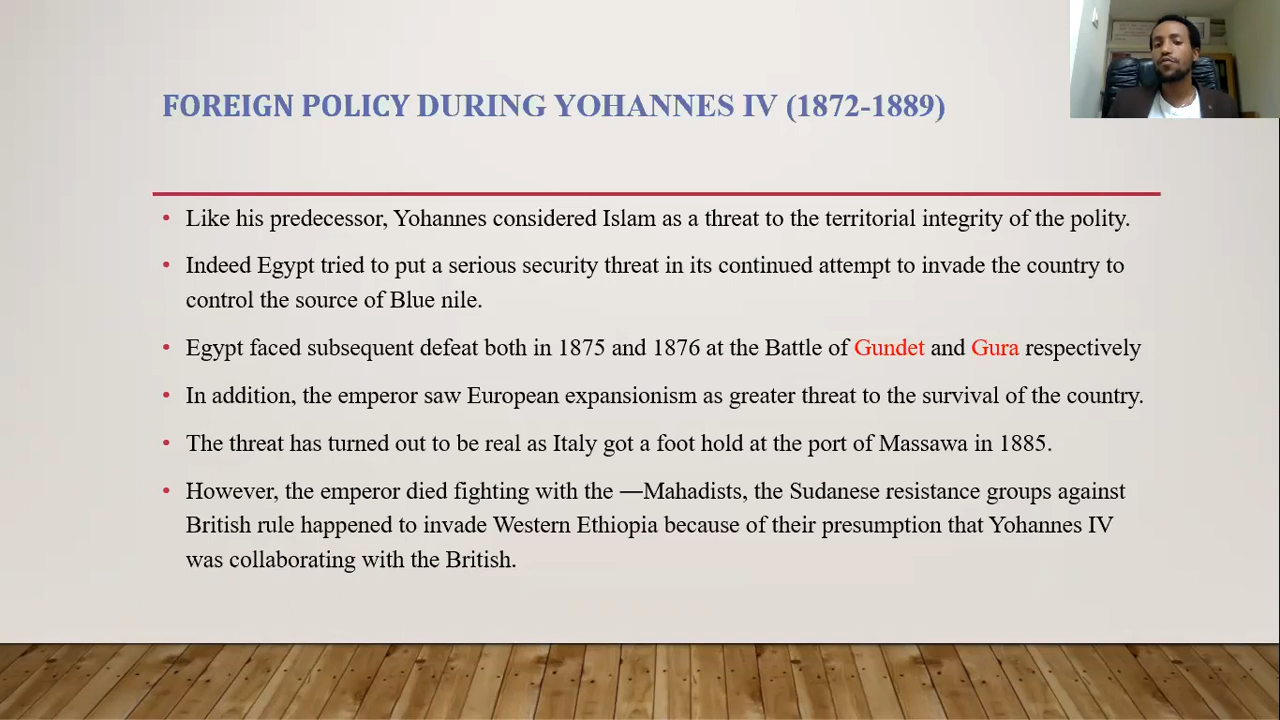 FOREIGN POLICY DURING YOHANNES IV (1872-1889)
• Like his predecessor, Yohannes considered Islam as a threat to the territorial integrity of the polity.
• Indeed Egypt tried to put a serious security threat in its continued attempt to invade the country to
control the source of Blue nile.
• Egypt faced subsequent defeat both in 1875 and 1876 at the Battle of Gundet and Gura respectively
• In addition, the emperor saw European expansionism as greater threat to the survival of the country.
• The threat has turned out to be real as Italy got a foot hold at the port of Massawa in 1885.
• However, the emperor died fighting with the ―Mahadists, the Sudanese resistance groups against
British rule happened to invade Western Ethiopia because of their presumption that Yohannes IV
was collaborating with the British.